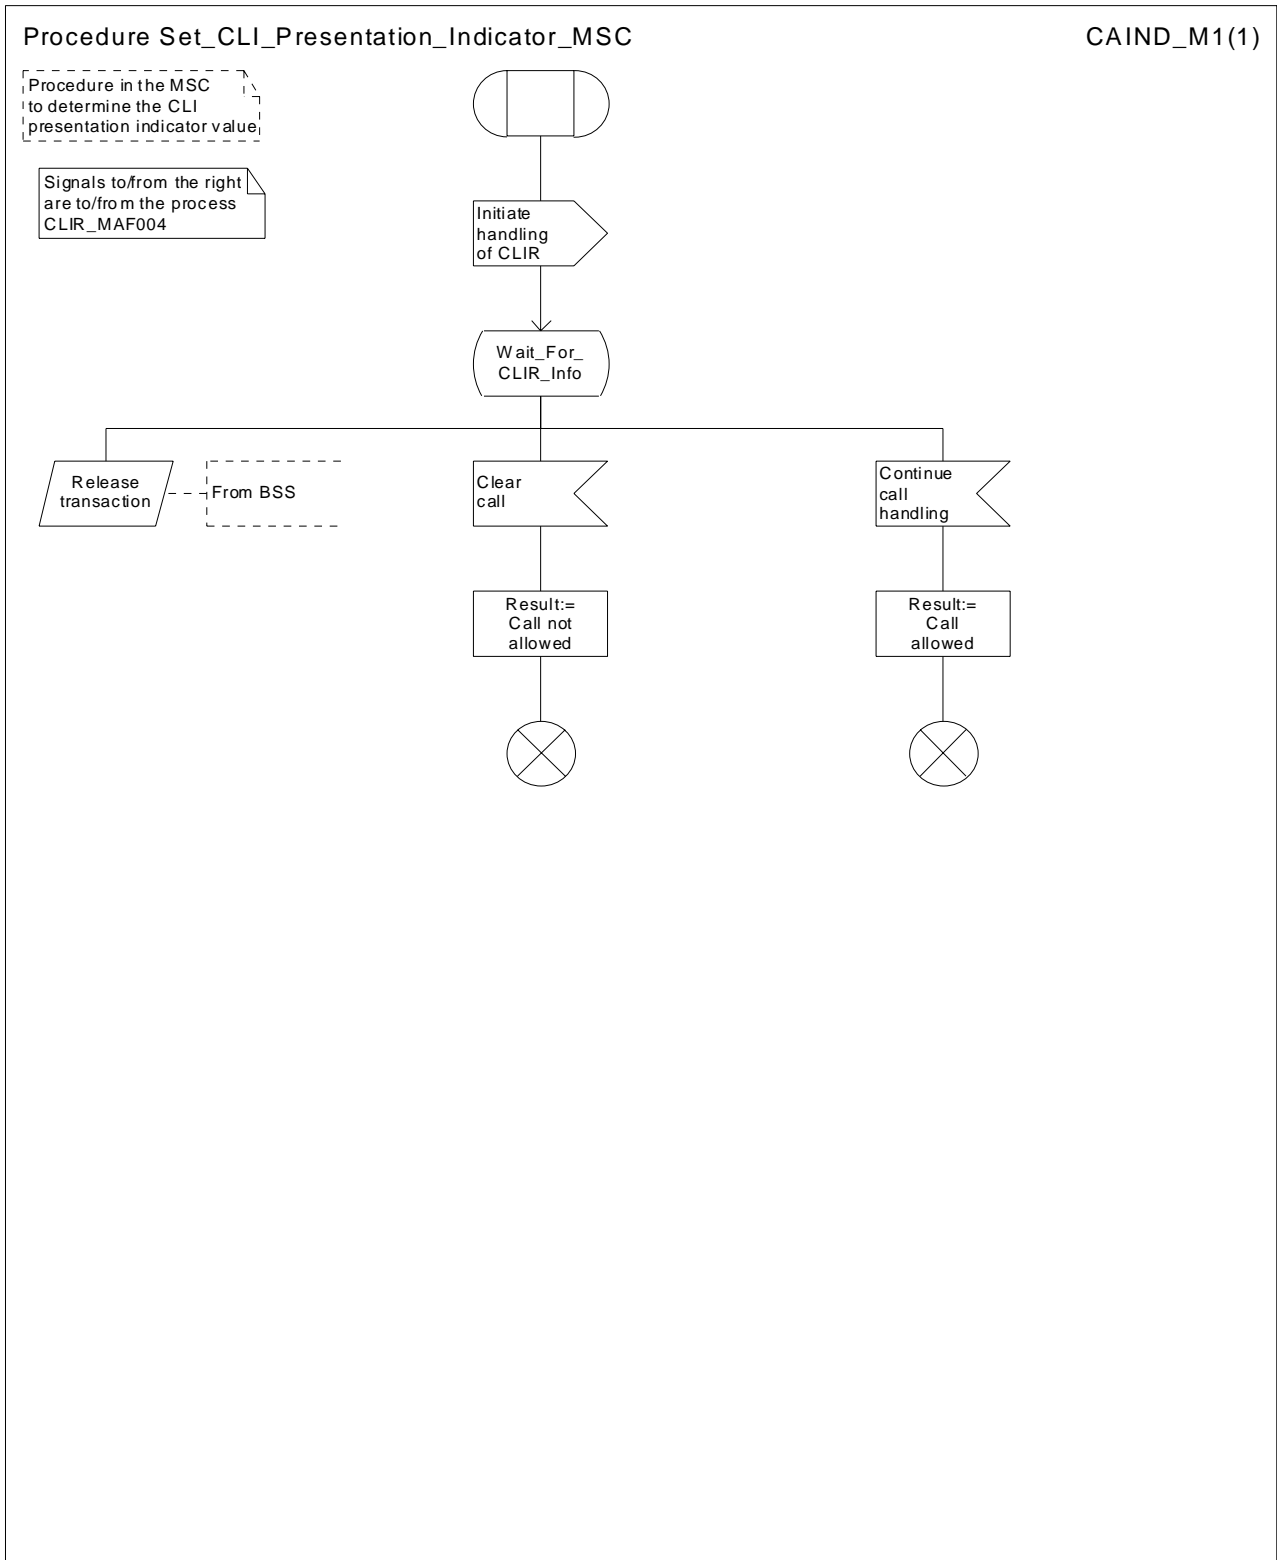 Procedure Set_CLI_Presentation_Indicator_MSC
CAIND_M1(1)
Procedure in the MSC
to determine the CLI
presentation indicator value
Signals to/from the right
are to/from the process
CLIR_MAF004
Initiate
handling
of CLIR
Wait_For_
CLIR_Info
Release
transaction
From BSS
Clear
call
Continue
call
handling
Result:=
Call not
allowed
Result:=
Call
allowed